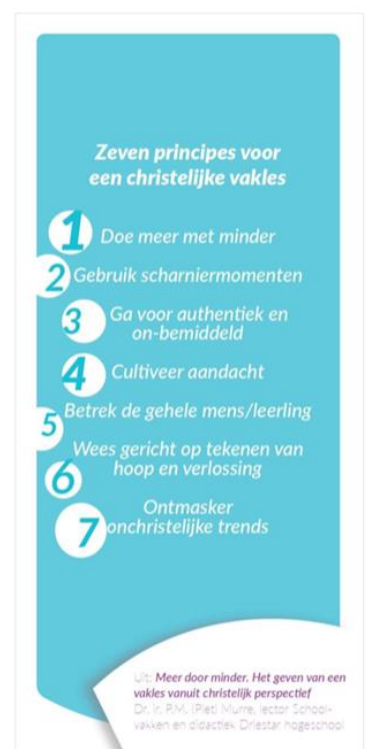 Zeven principes voor
een christelijke vakles
1 Doe meer met minder
2 Gebruik scharniermomenten
3 Ga voor authentiek en
on-bemiddeld
4 Cultiveer aandacht
5 Betrek de gehele mens/leerling
6 Wees gericht op tekenen van
hoop en verlossing
7 Ontmasker
onchristelijke trends
Uit: Meer door minder. Het geven van een
vakles vanuit christelijk perspectief
Dr. ir. P.M. (Piet) Murre, lector School-
vakken en didactiek Driestar hogeschool